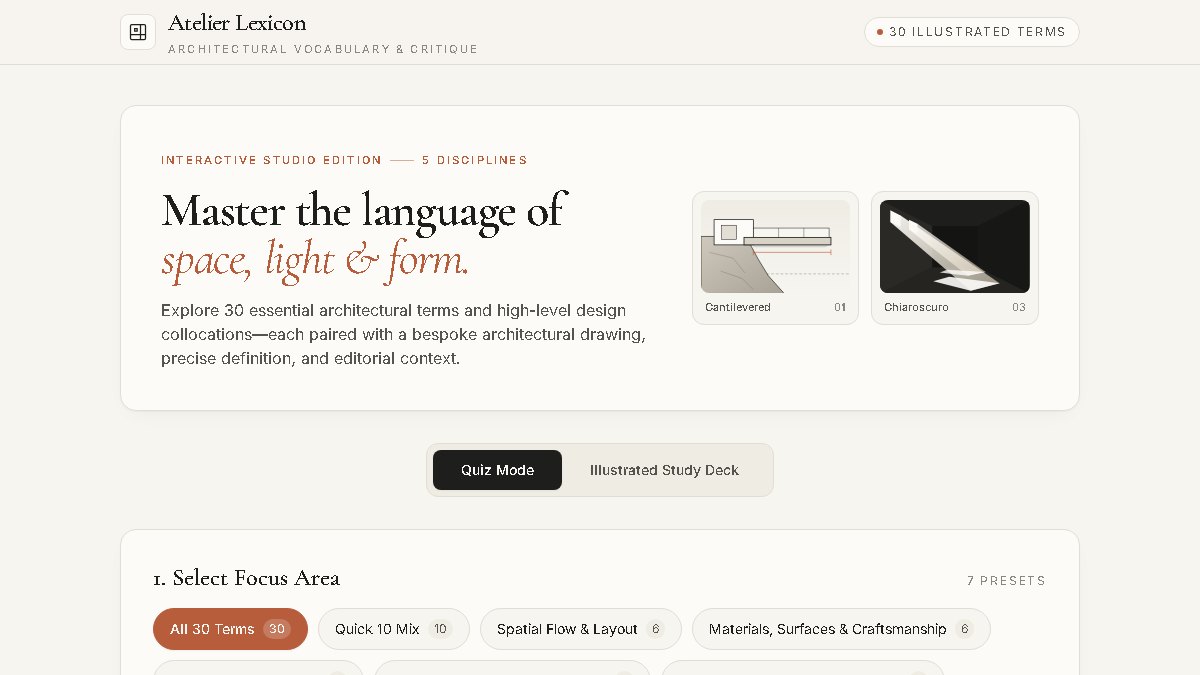 Atelier Lexicon
ARCHITECTURAL VOCABULARY & CRITIQUE
30 ILLUSTRATED TERMS
INTERACTIVE STUDIO EDITION — 5 DISCIPLINES
Master the language of
space, light & form.
Explore 30 essential architectural terms and high-level design
collocations—each paired with a bespoke architectural drawing,
precise definition, and editorial context.
Cantilevered 01
Chiaroscuro 03
Quiz Mode
Illustrated Study Deck
1. Select Focus Area
7 PRESETS
All 30 Terms 30
Quick 10 Mix 10
Spatial Flow & Layout 6
Materials, Surfaces & Craftsmanship 6